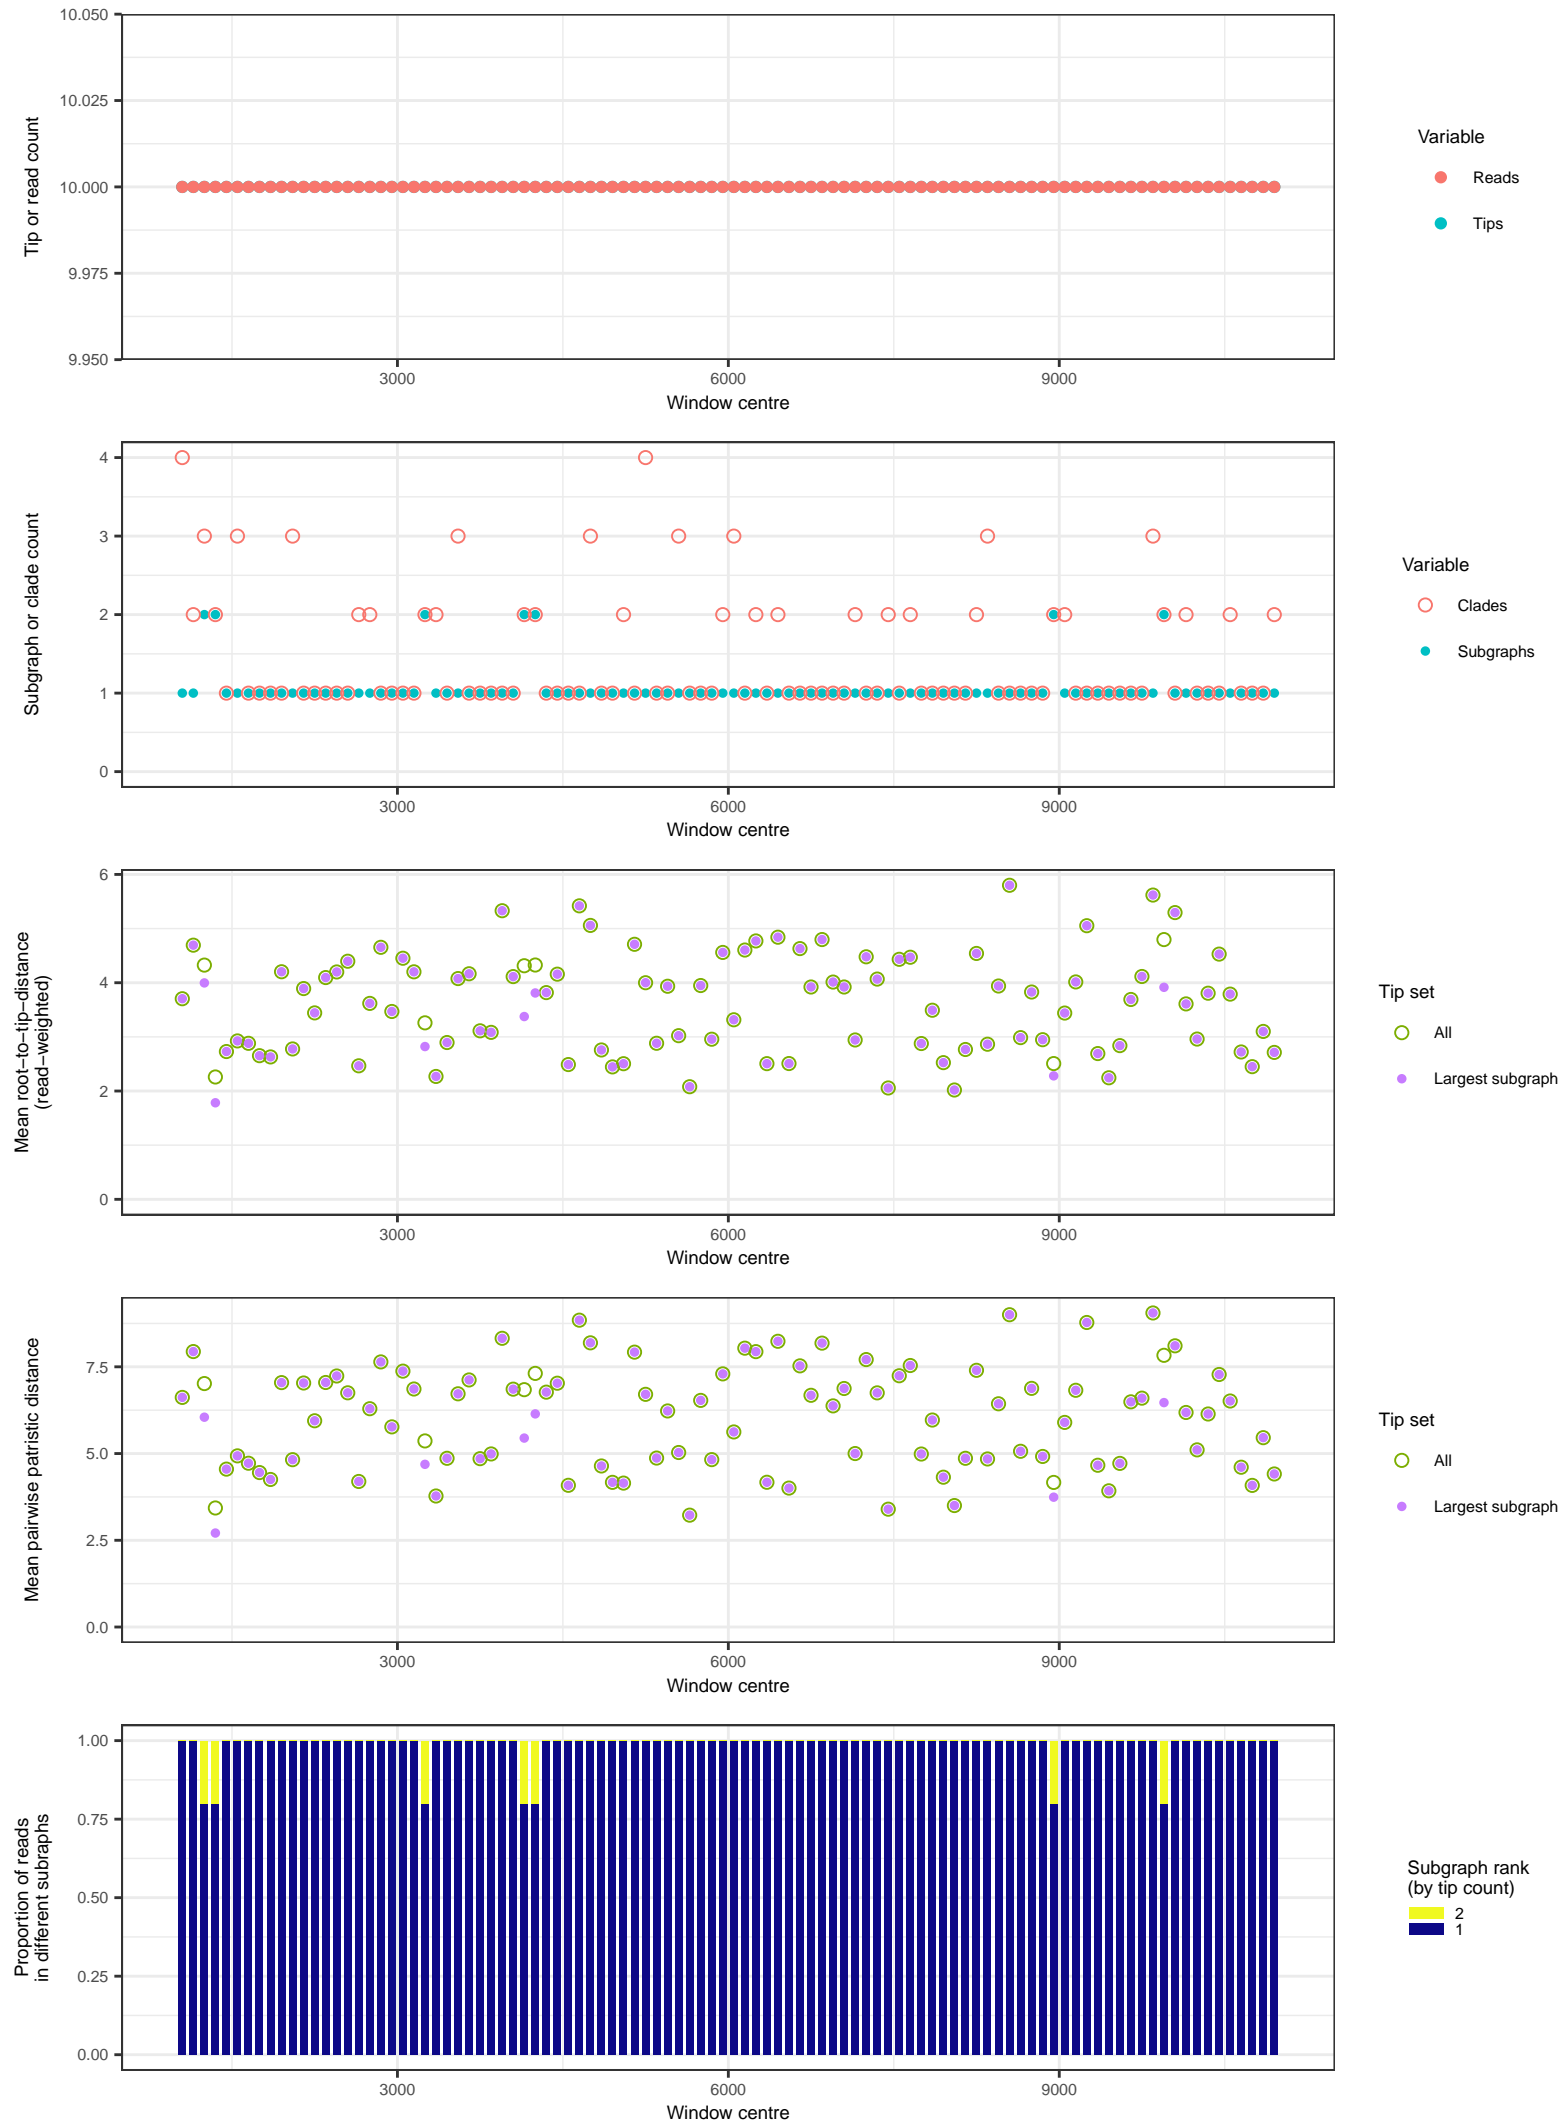 10.050
10.025
10.000
9.975
9.950
Tip or read count
3000
6000
9000
Window centre
Variable
Reads
Tips
4
3
2
1
0
Subgraph or clade count
3000
6000
9000
Window centre
Variable
Clades
Subgraphs
6
4
2
0
Mean root−to−tip−distance
(read−weighted)
3000
6000
9000
Window centre
Tip set
All
Largest subgraph
7.5
5.0
2.5
0.0
Mean pairwise patristic distance
3000
6000
9000
Window centre
Tip set
All
Largest subgraph
1.00
0.75
0.50
0.25
0.00
Proportion of reads
in different subraphs
3000
6000
9000
Window centre
Subgraph rank
(by tip count)
2
1